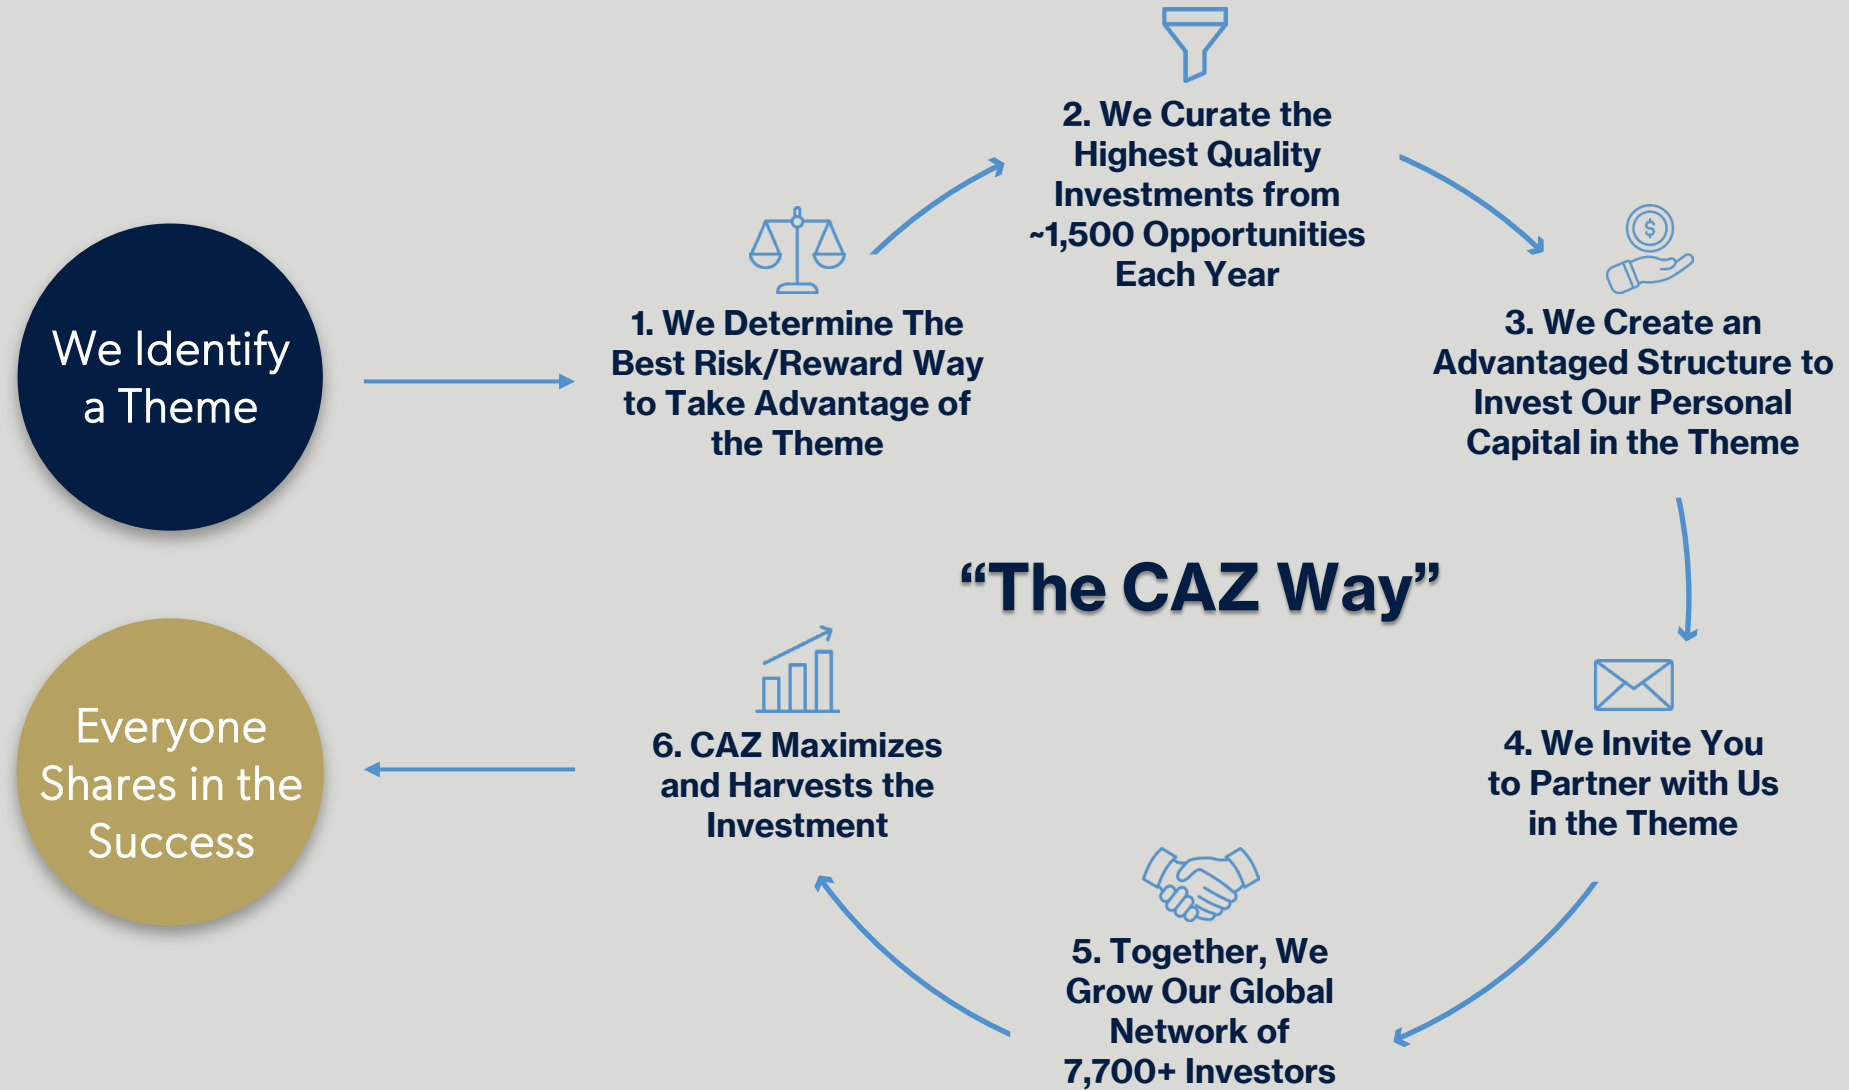 We Identify
a Theme
1. We Determine The
Best Risk/Reward Way
to Take Advantage of
the Theme
2. We Curate the
Highest Quality
Investments from
~1,500 Opportunities
Each Year
$
3. We Create an
Advantaged Structure to
Invest Our Personal
Capital in the Theme
“The CAZ Way”
4. We Invite You
to Partner with Us
in the Theme
5. Together, We
Grow Our Global
Network of
7,700+ Investors
6. CAZ Maximizes
and Harvests the
Investment
Everyone
Shares in the
Success